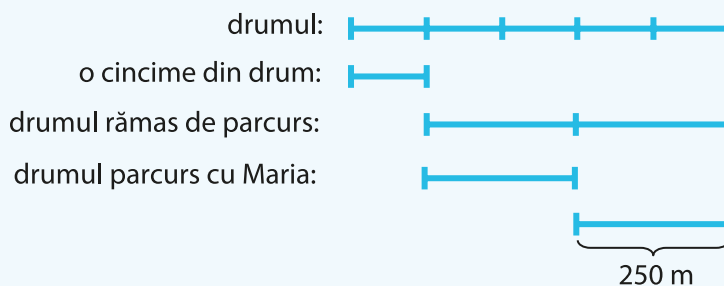 drumul:
o cincime din drum:
drumul rămas de parcurs:
drumul parcurs cu Maria:
250 m